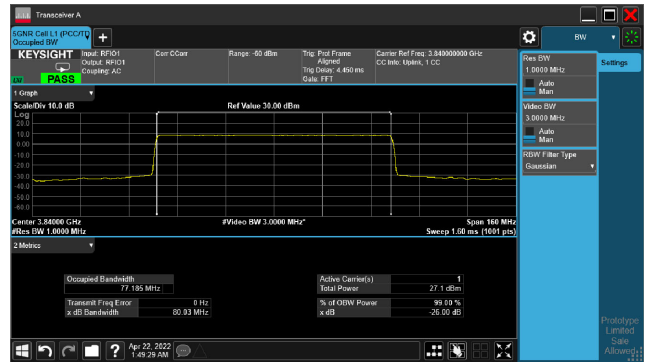 Transceiver A
5GNR Cell L1 (PCC/TD
Occupied BW
BW
KEYSIGHT
PASS
Input: RFIO1
Output: RFIO1
Coupling: AC
Corr CCorr
Range: -60 dBm
Trig: Prot Frame
Aligned
Trig Delay: 4.450 ms
Gate: FFT
Carrier Ref Freq: 3.840000000 GHz
CC Info: Uplink, 1 CC
Res BW
1.0000 MHz
Auto
Man
Settings
Video BW
3.0000 MHz
Auto
Man
RBW Filter Type
Gaussian
1 Graph
Scale/Div 10.0 dB
Ref Value 30.00 dBm
Log
20.0
10.0
0.00
-10.0
-20.0
-30.0
-40.0
-50.0
-60.0
Center 3.84000 GHz
#Video BW 3.0000 MHz*
Span 160 MHz
#Res BW 1.0000 MHz
Sweep 1.60 ms (1001 pts)
2 Metrics
Occupied Bandwidth
77.185 MHz
Active Carrier(s) 1
Total Power 27.1 dBm
Transmit Freq Error 0 Hz
x dB Bandwidth 80.03 MHz
% of OBW Power 99.00 %
x dB -26.00 dB
Prototype
Limited
Sale
Allowed
Apr 22, 2022
1:49:29 AM